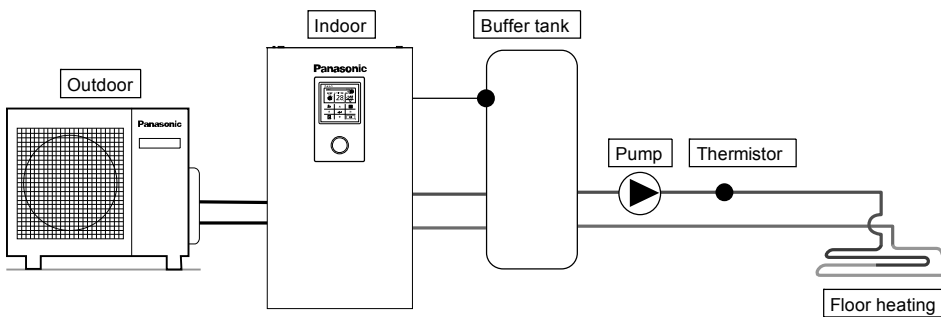 Indoor
Buffer tank
Outdoor
Panasonic
Panasonic
Pump
Thermistor
Floor heating